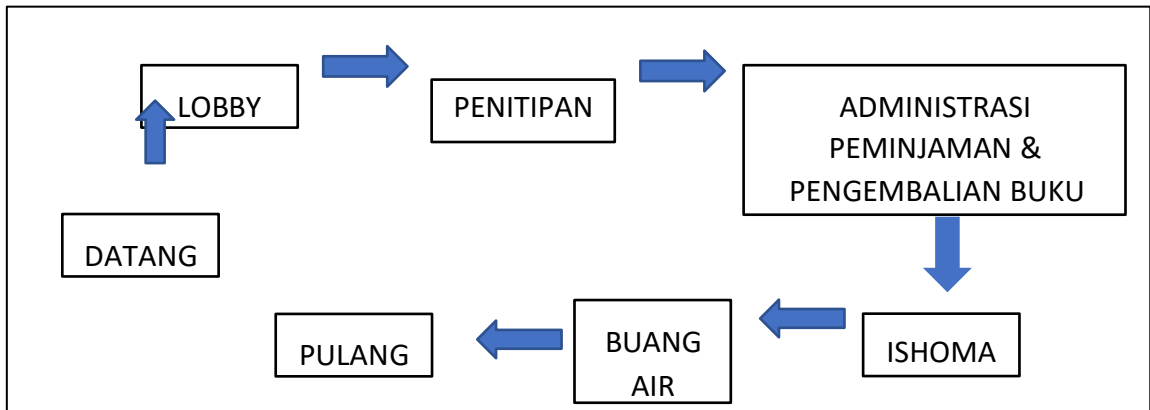 LOBBY
PENITIPAN
ADMINISTRASI
PEMINJAMAN &
PENGEMBALIAN BUKU
DATANG
PULANG
BUANG
AIR
ISHOMA